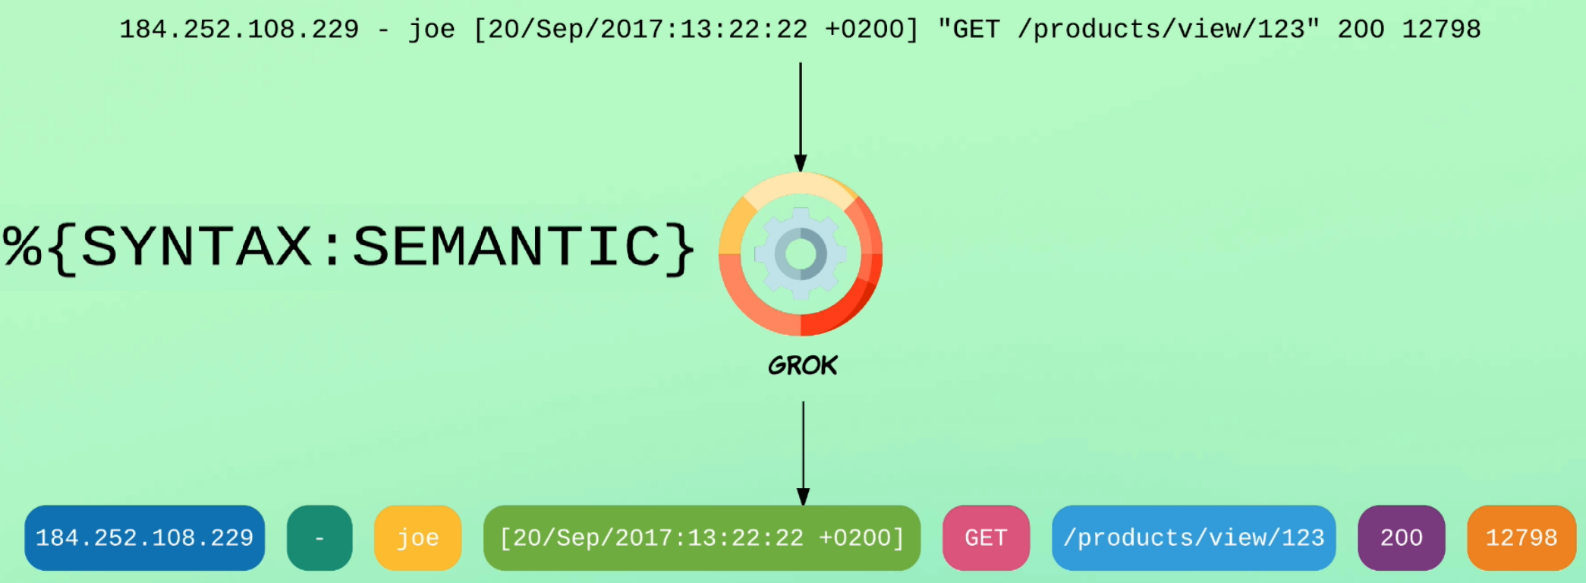 184.252.108.229 - joe [20/Sep/2017:13:22:22 +0200] "GET /products/view/123" 200 12798
%{SYNTAX:SEMANTIC}
GROK
184.252.108.229 - joe [20/Sep/2017:13:22:22 +0200] GET /products/view/123 200 12798